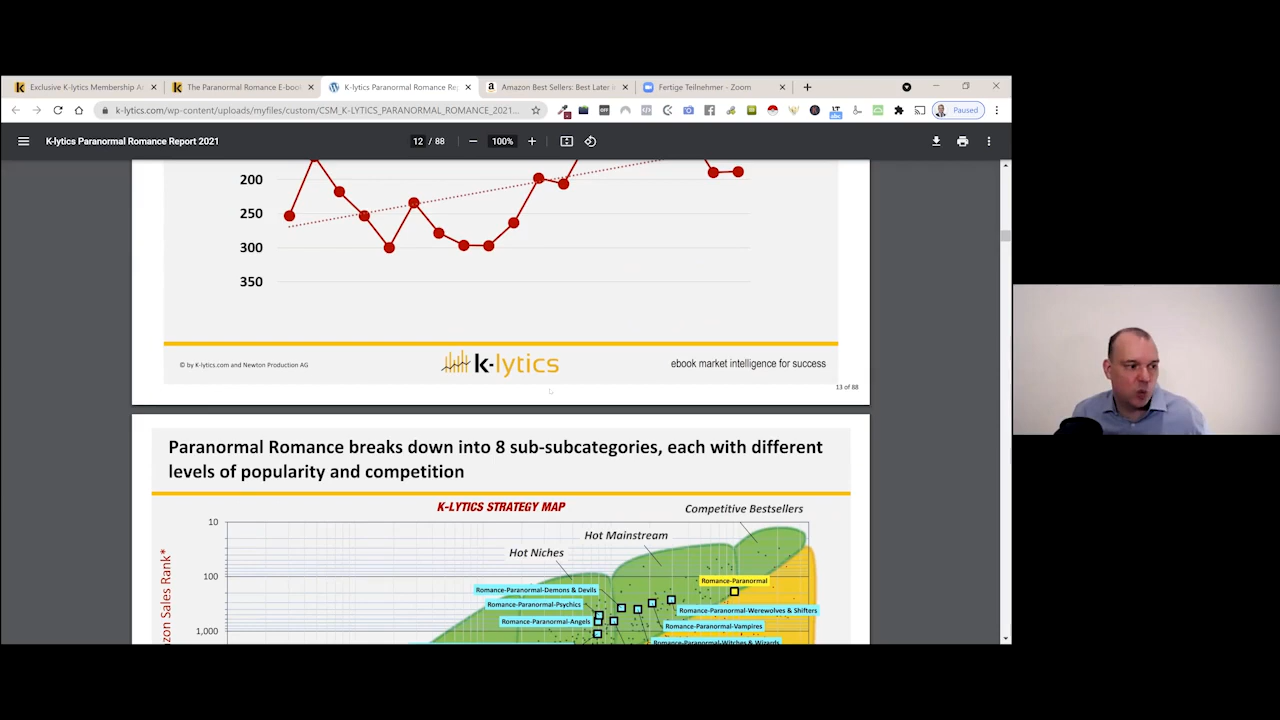 Exclusive K-lytics Membership A
The Paranormal Romance E-book
K-lytics Paranormal Romance Re
Amazon Best Sellers: Best Later i
Fertige Teilnehmer - Zoom
k-lytics.com/wp-content/uploads/myfiles/custom/CSM_K-LYTICS_PARANORMAL_ROMANCE_2021...
Paused
K-lytics Paranormal Romance Report 2021
12 / 88
100%
200
250
300
350
© by K-lytics.com and Newton Production AG
k-lytics
ebook market intelligence for success
13 of 88
Paranormal Romance breaks down into 8 sub-subcategories, each with different
levels of popularity and competition
K-LYTICS STRATEGY MAP
Competitive Bestsellers
Hot Mainstream
Hot Niches
10
100
1,000
zon Sales Rank*
Romance-Paranormal
Romance-Paranormal-Demons & Devils
Romance-Paranormal-Psychics
Romance-Paranormal-Werewolves & Shifters
Romance-Paranormal-Angels
Romance-Paranormal-Vampires
Romance-Paranormal-Witches & Wizards